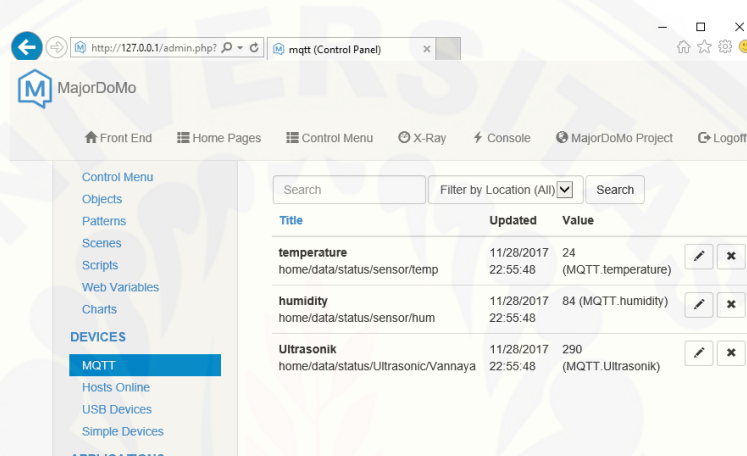 http://127.0.0.1/admin.php?
mqtt (Control Panel)
MajorDoMo
Front End
Home Pages
Control Menu
X-Ray
Console
MajorDoMo Project
Logoff
Control Menu
Objects
Patterns
Scenes
Scripts
Web Variables
Charts
DEVICES
MQTT
Hosts Online
USB Devices
Simple Devices
APPLICATIONS
Search
Filter by Location (All)
Search
Title Updated Value
temperature 11/28/2017 24
home/data/status/sensor/temp 22:55:48 (MQTT.temperature)
humidity 11/28/2017 84 (MQTT.humidity)
home/data/status/sensor/hum 22:55:48
Ultrasonik 11/28/2017 290
home/data/status/Ultrasonic/Vannaya 22:55:48 (MQTT.Ultrasonik)
UNIVERSITAS